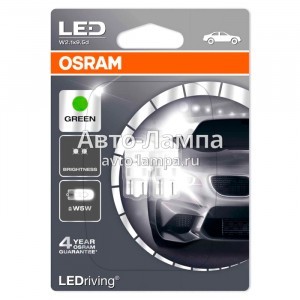 LED
W2.1x9.5d
OSRAM
GREEN
Авто-Лампа
avto-lampa.ru
BRIGHTNESS
≙W5W
4 YEAR
OSRAM
GUARANTEE*
LEDriving®